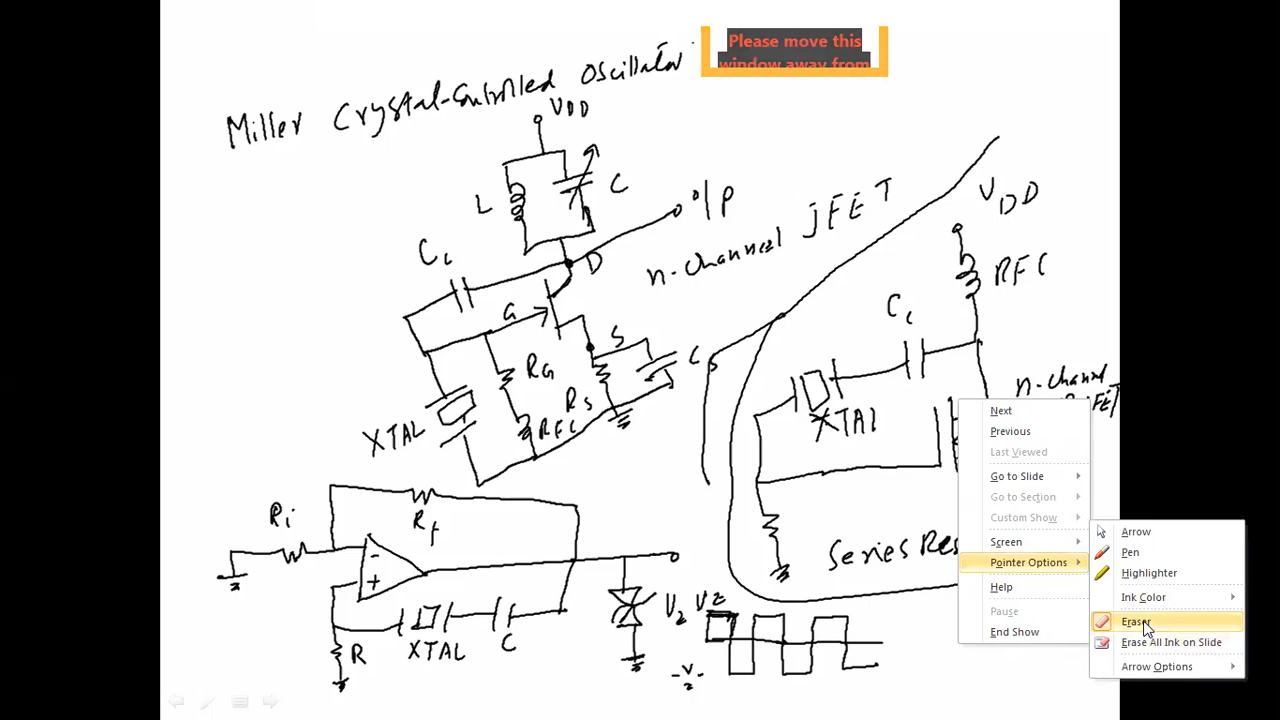 Please move this
window away from
Miller Crystal-Controlled Oscillator
VDD
L
C
o/p
D
n-channel JFET
Cc
G
S
RG
RS
Cs
RFC
XTAL
VDD
RFC
Cc
n-channel
XTAL
Series Res
Ri
Rf
-
+
R
XTAL
C
VZ
VZ
Next
Previous
Last Viewed
Go to Slide
Go to Section
Custom Show
Screen
Pointer Options
Help
Pause
End Show
Arrow
Pen
Highlighter
Ink Color
Eraser
Erase All Ink on Slide
Arrow Options